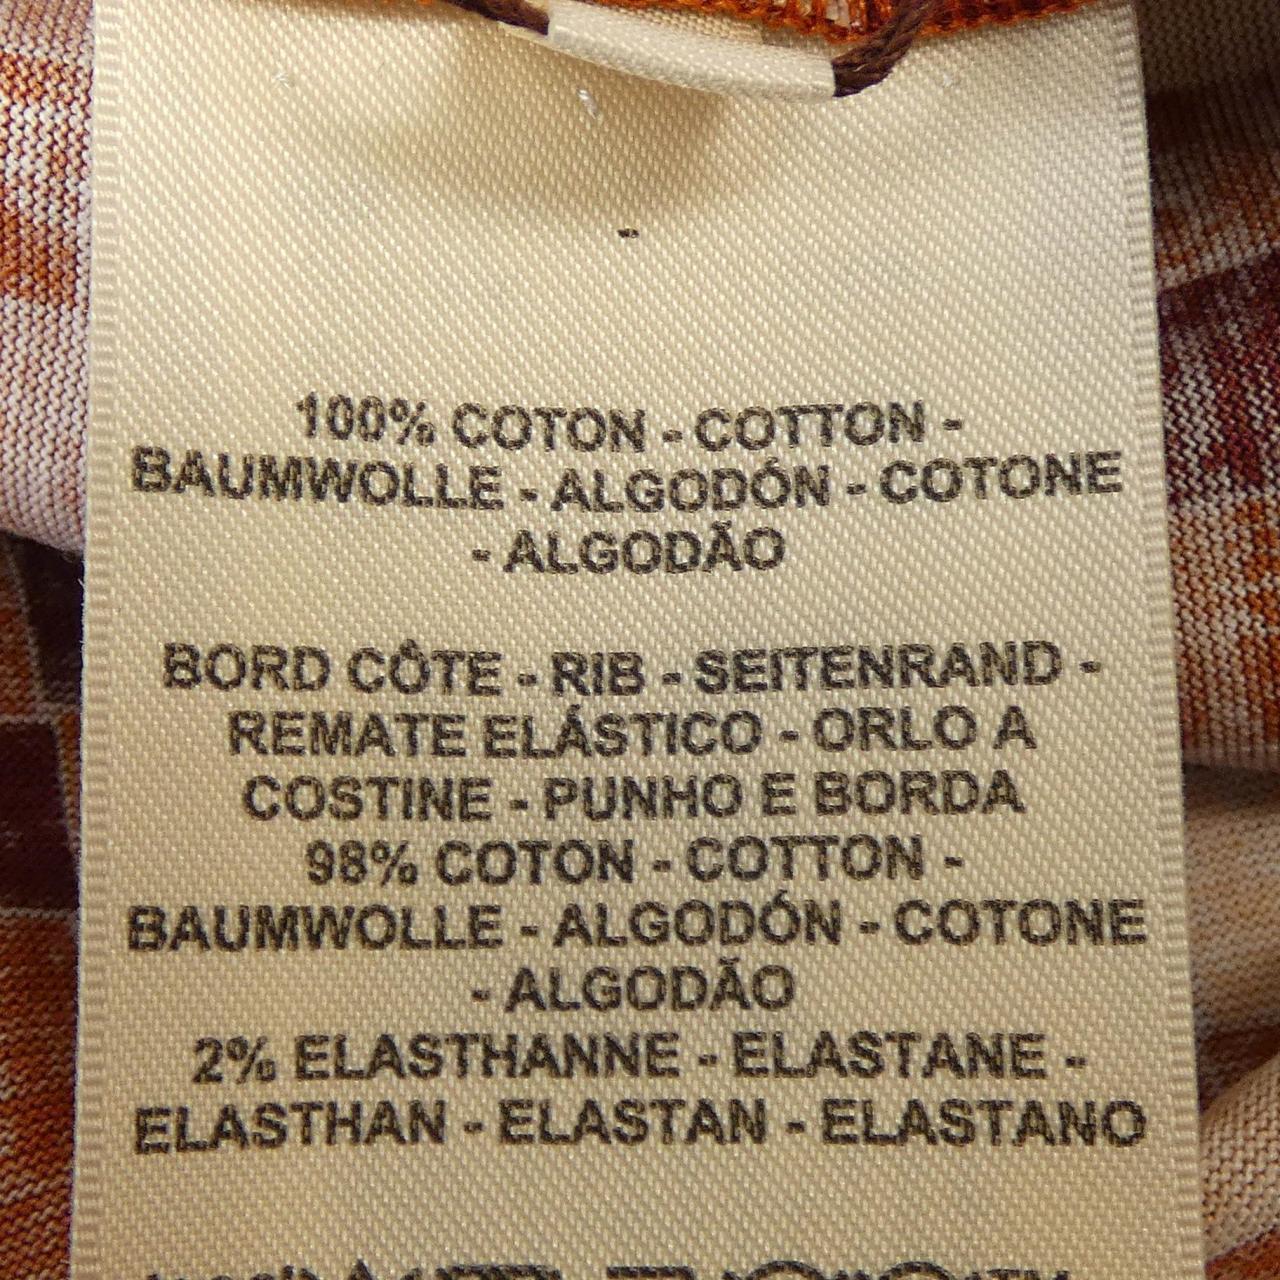 -
100% COTON - COTTON -
BAUMWOLLE - ALGODÓN - COTONE
- ALGODÃO
BORD CÔTE - RIB - SEITENRAND -
REMATE ELÁSTICO - ORLO A
COSTINE - PUNHO E BORDA
98% COTON - COTTON -
BAUMWOLLE - ALGODÓN - COTONE
- ALGODÃO
2% ELASTHANNE - ELASTANE -
ELASTHAN - ELASTAN - ELASTANO